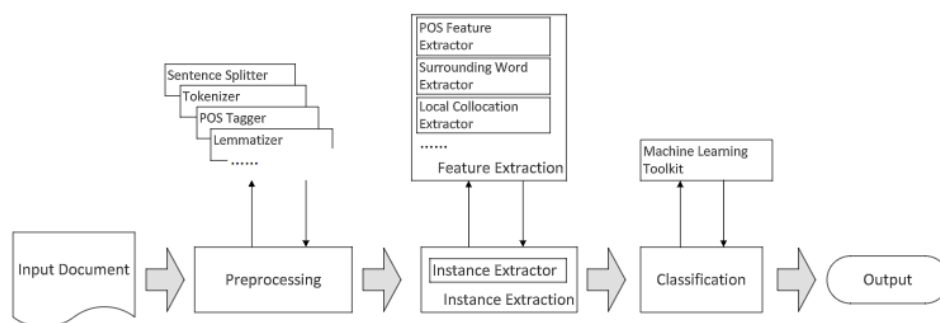 Sentence Splitter
Tokenizer
POS Tagger
Lemmatizer
......
POS Feature
Extractor
Surrounding Word
Extractor
Local Collocation
Extractor
......
Feature Extraction
Machine Learning
Toolkit
Input Document
Preprocessing
Instance Extractor
Instance Extraction
Classification
Output